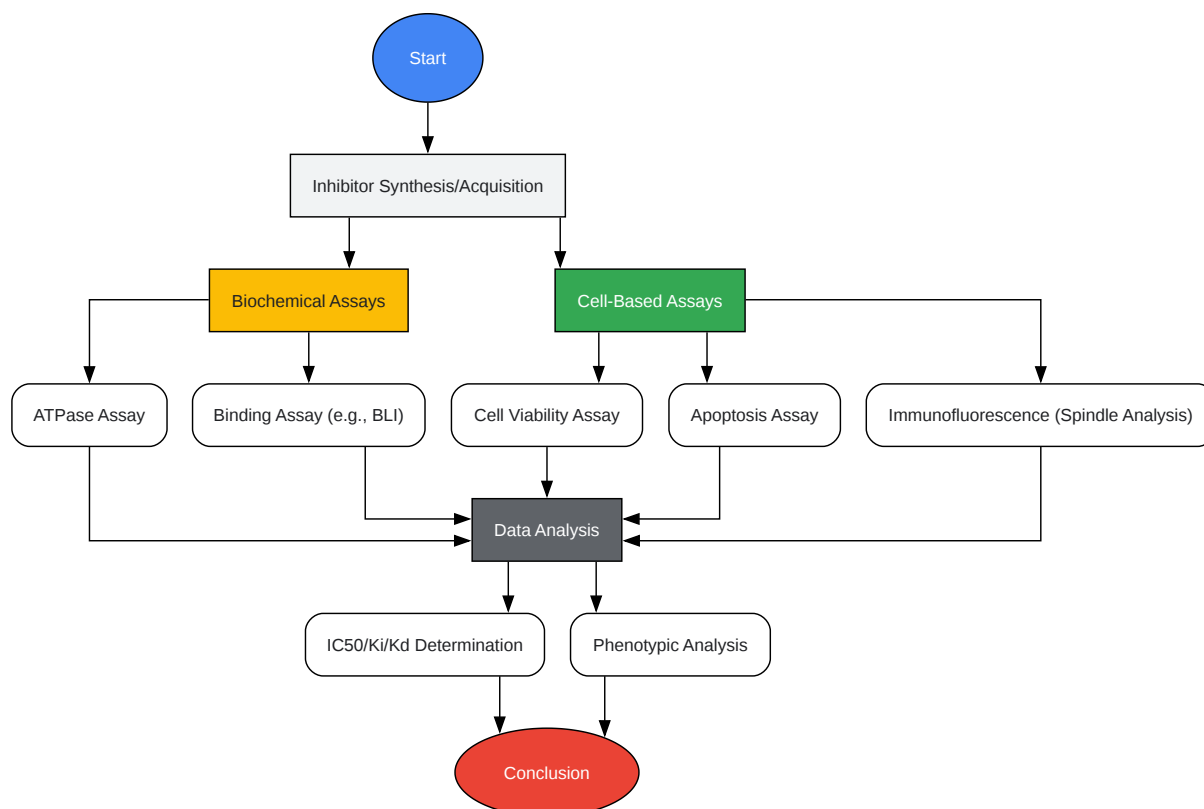 Start
Inhibitor Synthesis/Acquisition
Biochemical Assays
Cell-Based Assays
ATPase Assay
Binding Assay (e.g., BLI)
Cell Viability Assay
Apoptosis Assay
Immunofluorescence (Spindle Analysis)
Data Analysis
IC50/Ki/Kd Determination
Phenotypic Analysis
Conclusion